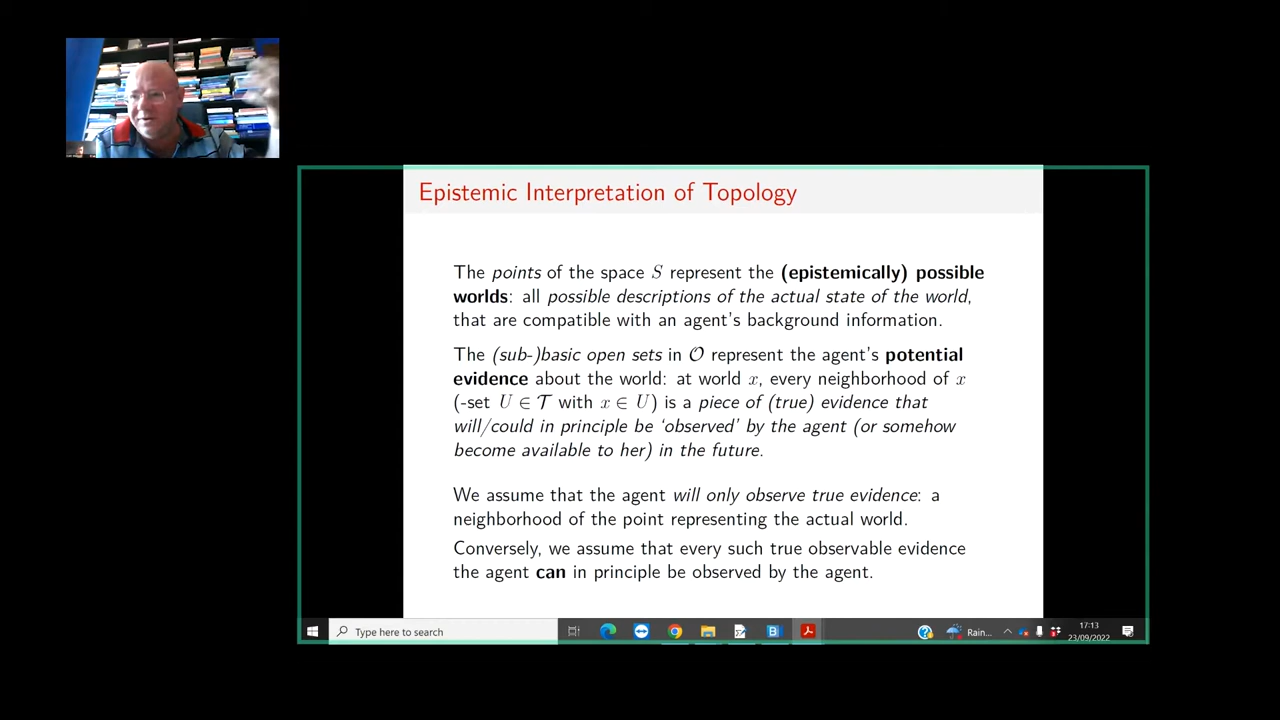 Epistemic Interpretation of Topology
The points of the space S represent the (epistemically) possible
worlds: all possible descriptions of the actual state of the world,
that are compatible with an agent's background information.
The (sub-)basic open sets in 𝒪 represent the agent's potential
evidence about the world: at world x, every neighborhood of x
(-set U ∈ 𝒯 with x ∈ U) is a piece of (true) evidence that
will/could in principle be 'observed' by the agent (or somehow
become available to her) in the future.
We assume that the agent will only observe true evidence: a
neighborhood of the point representing the actual world.
Conversely, we assume that every such true observable evidence
the agent can in principle be observed by the agent.
Type here to search
Rain...
17:13
23/09/2022